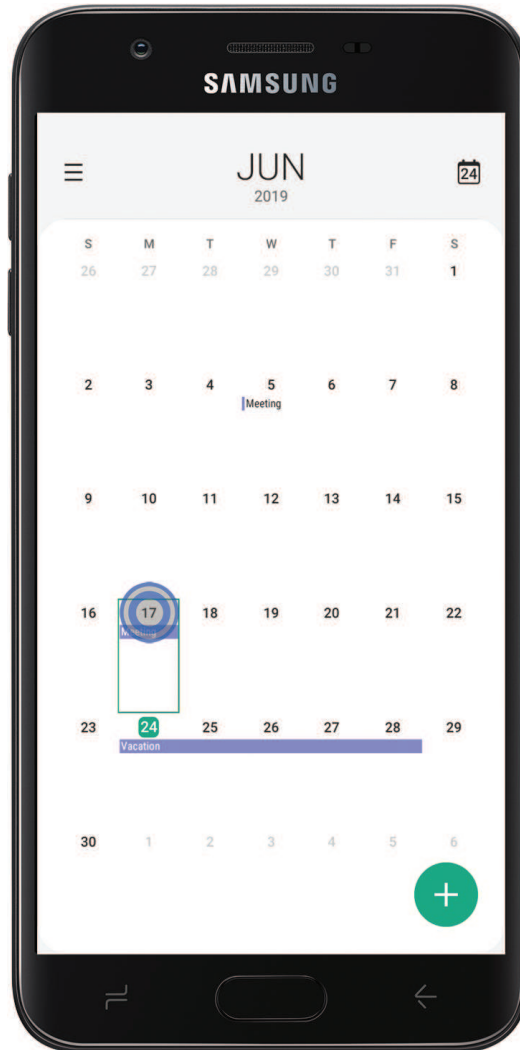 SAMSUNG
JUN
2019
24
S M T W T F S
26 27 28 29 30 31 1
2 3 4 5 6 7 8
Meeting
9 10 11 12 13 14 15
16 17 18 19 20 21 22
Meeting
23 24 25 26 27 28 29
Vacation
30 1 2 3 4 5 6